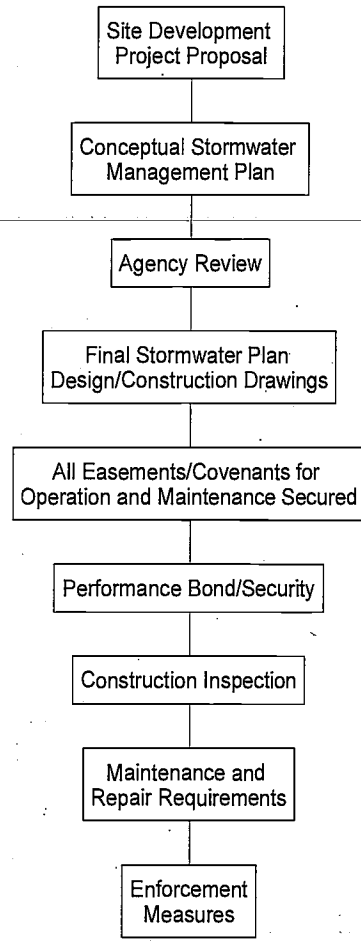 Site Development
Project Proposal
Conceptual Stormwater
Management Plan
Agency Review
Final Stormwater Plan
Design/Construction Drawings
All Easements/Covenants for
Operation and Maintenance Secured
Performance Bond/Security
Construction Inspection
Maintenance and
Repair Requirements
Enforcement
Measures